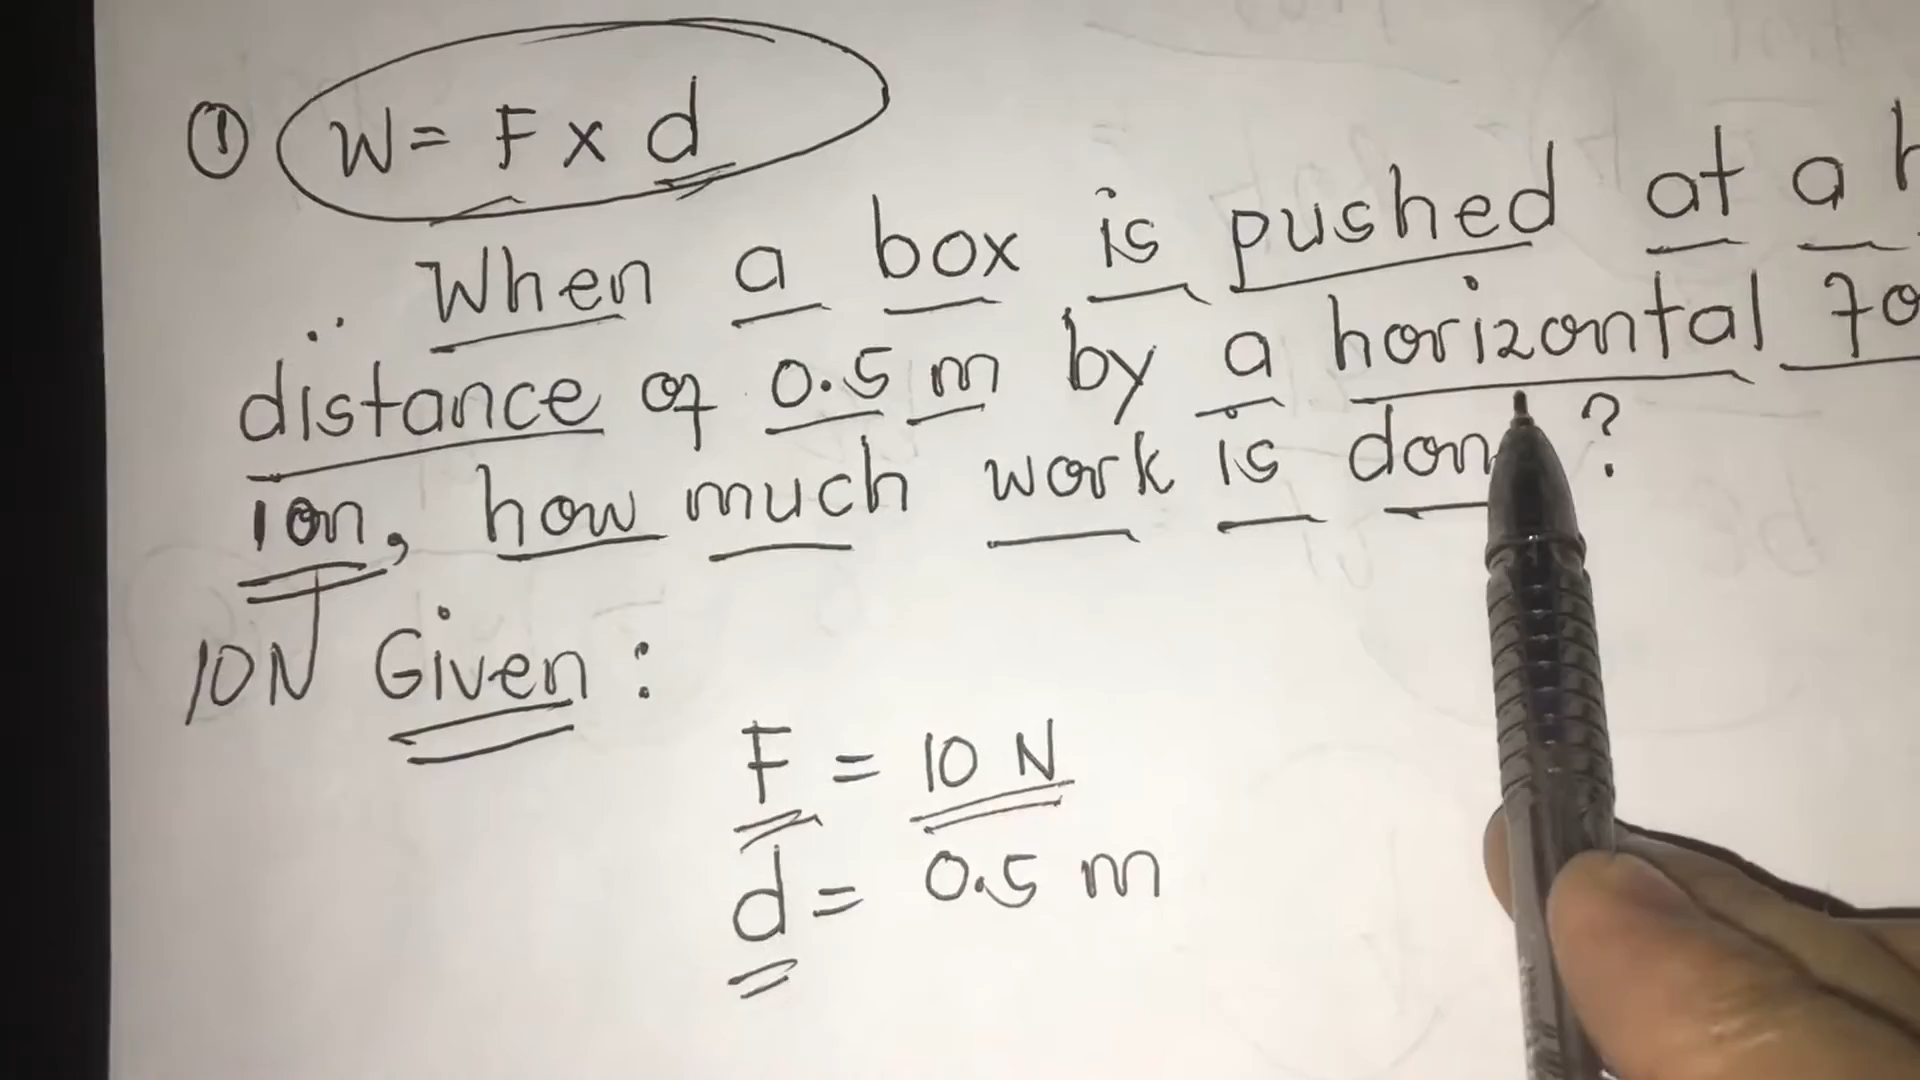 ① W = F x d
When a box is pushed at a
distance of 0.5 m by a horizontal
10n, how much work is don ?
10N Given :
F = 10 N
d = 0.5 m